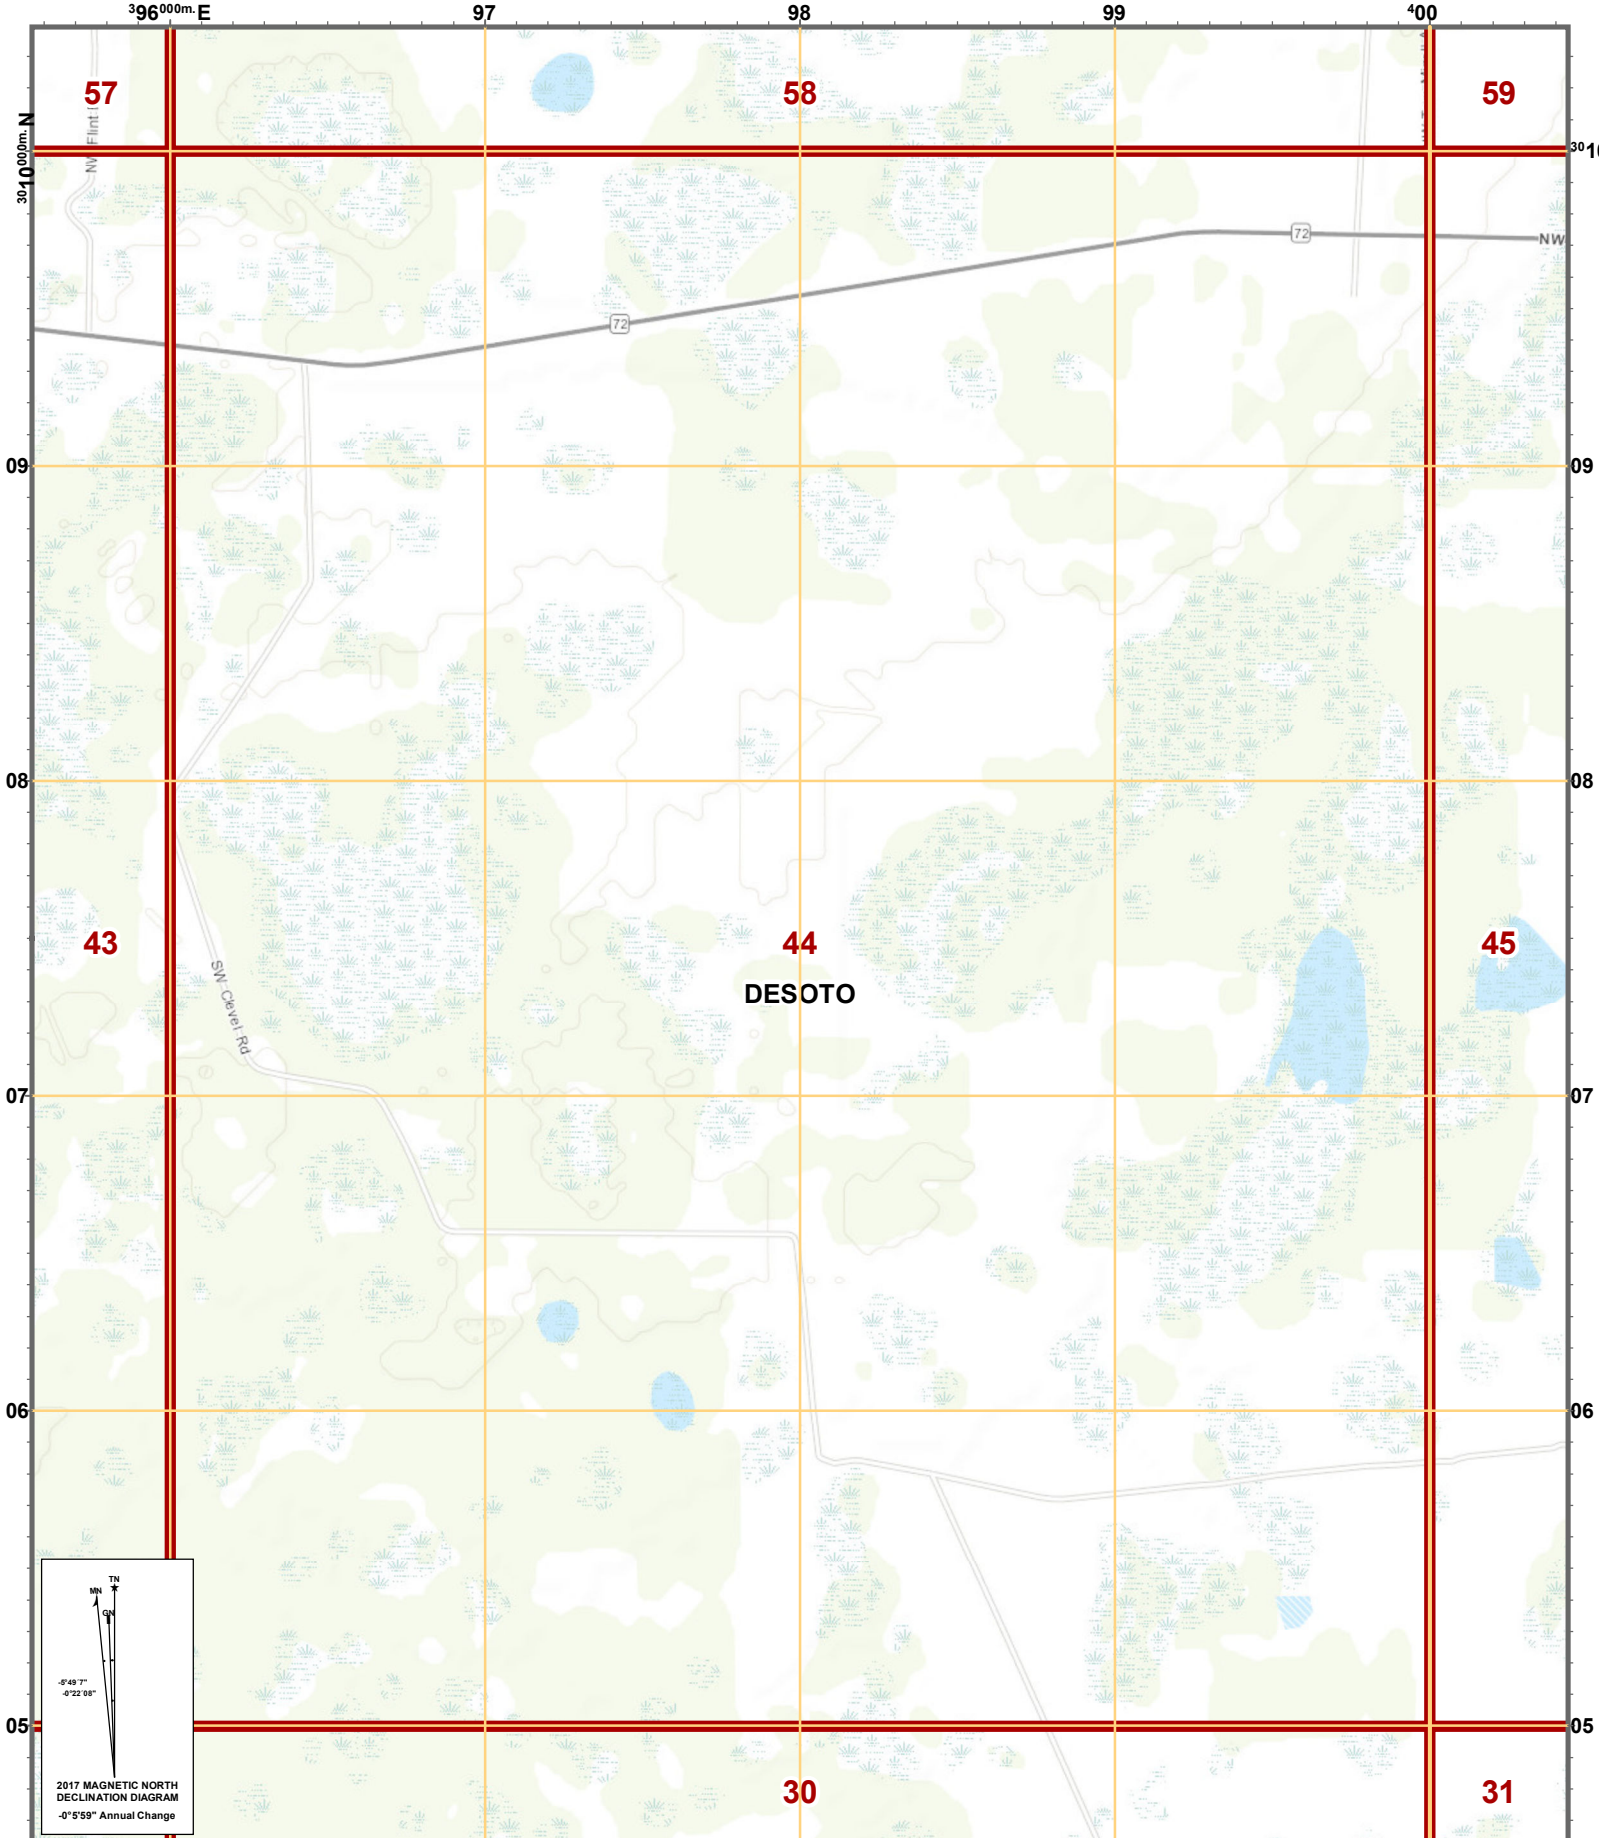 396000m. E 97 98 99 400
57 58 59
NW Flint
3010000m. N
72 NW
72
09 09
08 08
43 44 45
DESOTO
SW Clevel Rd
07 07
06 06
TN
MN
GN
-5°49'7"
-0°22'08"
05 05
2017 MAGNETIC NORTH
DECLINATION DIAGRAM
-0°5'59" Annual Change
30 31